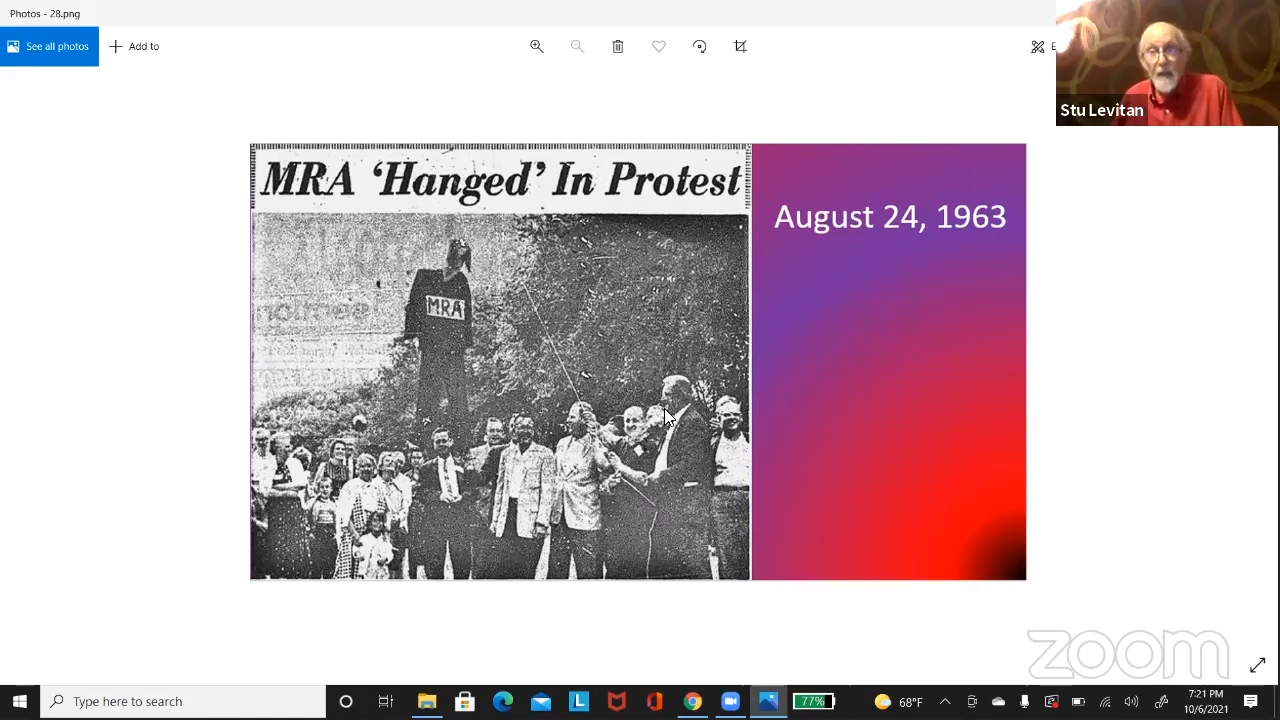 Photos - 28.png
See all photos
Add to
E
Stu Levitan
MRA 'Hanged' In Protest
August 24, 1963
MRA
zoom
Type here to search
L
77%
68°F
7:21 PM
10/6/2021